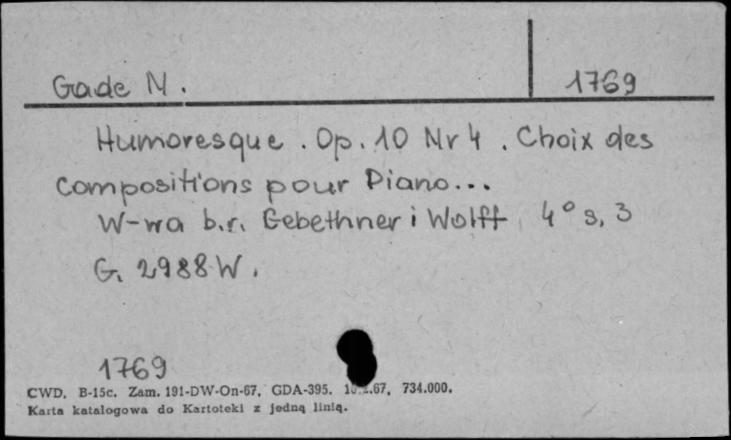 Gade N. 1769
Humoresque. Op. 10 Nr 4. Choix des
compositions pour Piano...
W-wa b.r. Gebethner i Wolff 4° s. 3
G. 2988 W.
1769
CWD. B-15c. Zam. 191-DW-On-67, GDA-395. .67, 734.000.
Karta katalogowa do Kartoteki z jedną linią.